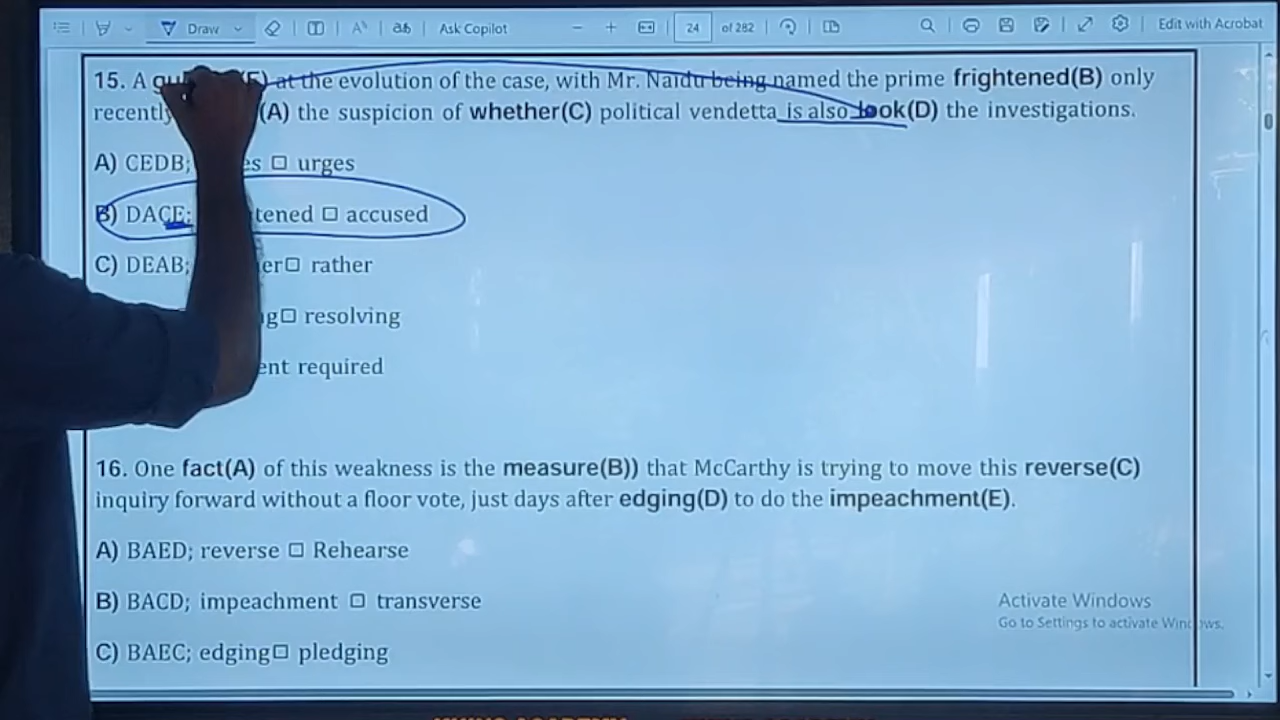 Draw
Ask Copilot
24 of 282
Edit with Acrobat
15. A (E) at the evolution of the case, with Mr. Naidu being named the prime frightened(B) only
recently (A) the suspicion of whether(C) political vendetta is also look(D) the investigations.
A) CEDB; urges
B) DACE; accused
C) DEAB; rather
resolving
required
16. One fact(A) of this weakness is the measure(B)) that McCarthy is trying to move this reverse(C)
inquiry forward without a floor vote, just days after edging(D) to do the impeachment(E).
A) BAED; reverse □ Rehearse
B) BACD; impeachment □ transverse
C) BAEC; edging□ pledging
Activate Windows
Go to Settings to activate Windows.